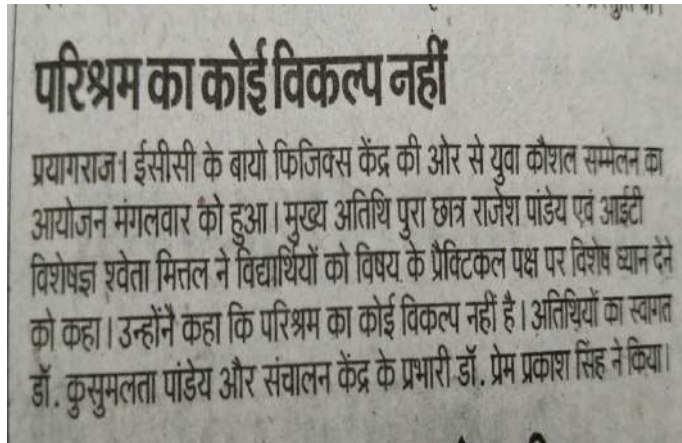 परिश्रम का कोई विकल्प नहीं
प्रयागराज। ईसीसी के बायो फिजिक्स केंद्र की ओर से युवा कौशल सम्मेलन का
आयोजन मंगलवार को हुआ। मुख्य अतिथि पुरा छात्र राजेश पांडेय एवं आईटी
विशेषज्ञ श्वेता मित्तल ने विद्यार्थियों को विषय के प्रैक्टिकल पक्ष पर विशेष ध्यान देने
को कहा। उन्होंनै कहा कि परिश्रम का कोई विकल्प नहीं है। अतिथियों का स्वागत
डॉ. कुसुमलता पांडेय और संचालन केंद्र के प्रभारी डॉ. प्रेम प्रकाश सिंह ने किया।